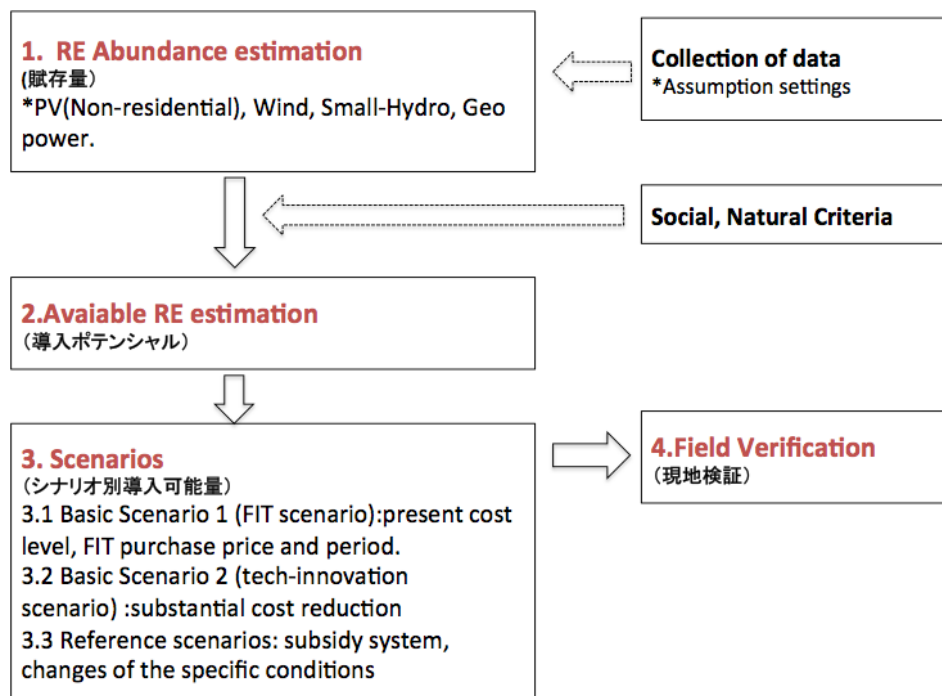 1. RE Abundance estimation
(賦存量）
*PV(Non-residential), Wind, Small-Hydro, Geo
power.
Collection of data
*Assumption settings
Social, Natural Criteria
2.Avaiable RE estimation
（導入ポテンシャル）
3. Scenarios
（シナリオ別導入可能量）
3.1 Basic Scenario 1 (FIT scenario):present cost
level, FIT purchase price and period.
3.2 Basic Scenario 2 (tech-innovation
scenario) :substantial cost reduction
3.3 Reference scenarios: subsidy system,
changes of the specific conditions
4.Field Verification
（現地検証）